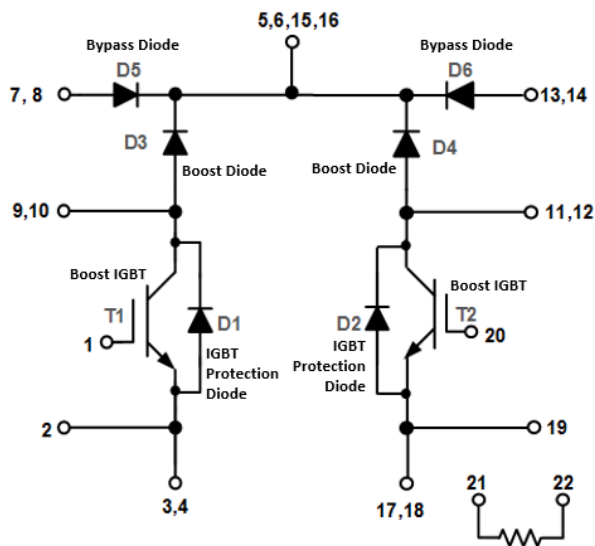 5,6,15,16
Bypass Diode
Bypass Diode
D5
D6
7, 8
13,14
D3
D4
Boost Diode
Boost Diode
9,10
11,12
Boost IGBT
Boost IGBT
T1
D1
D2
T2
1
20
IGBT
Protection
Diode
IGBT
Protection
Diode
2
19
3,4
17,18
21
22